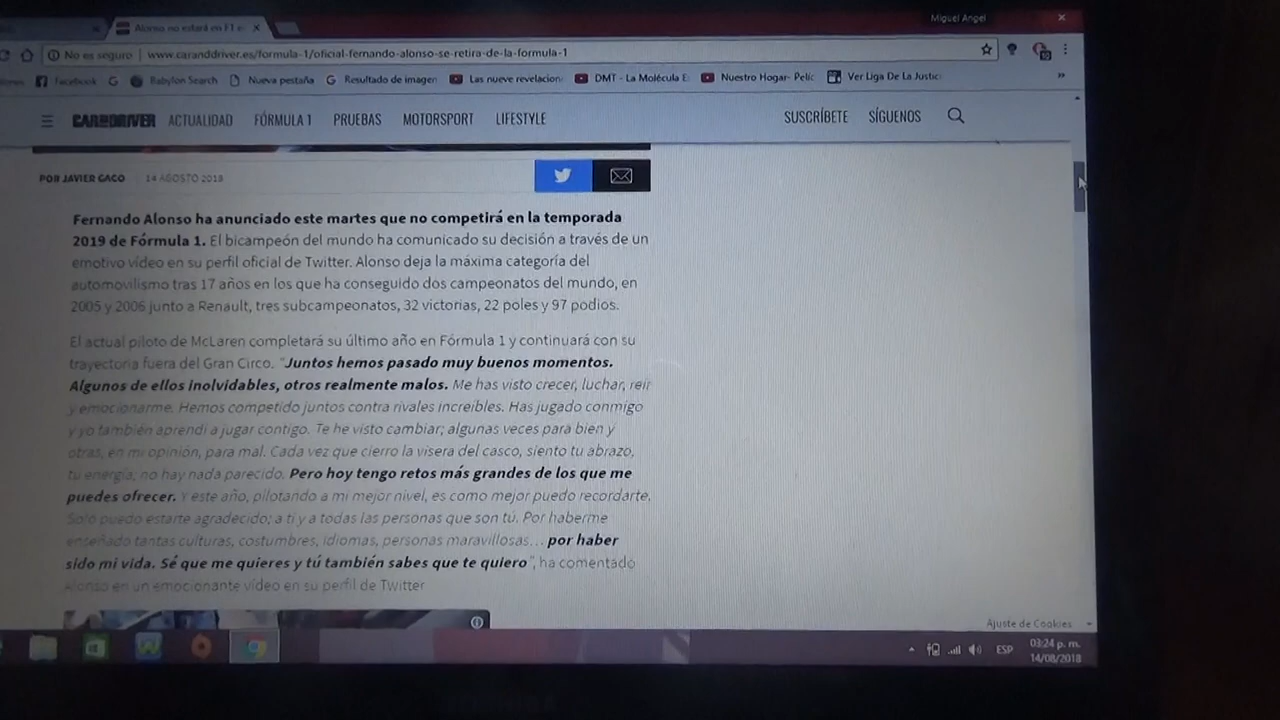 Miguel Angel
Alonso no estará en F1 e
No es seguro | www.caranddriver.es/formula-1/oficial-fernando-alonso-se-retira-de-la-formula-1
Facebook Babylon Search Nueva pestaña Resultado de imagen Las nueve revelacion DMT - La Molécula E Nuestro Hogar- Pelíc Ver Liga De La Justic »
CAR AND DRIVER ACTUALIDAD FÓRMULA 1 PRUEBAS MOTORSPORT LIFESTYLE SUSCRÍBETE SÍGUENOS
POR JAVIER GACO 14 AGOSTO 2018
Fernando Alonso ha anunciado este martes que no competirá en la temporada
2019 de Fórmula 1. El bicampeón del mundo ha comunicado su decisión a través de un
emotivo vídeo en su perfil oficial de Twitter. Alonso deja la máxima categoría del
automovilismo tras 17 años en los que ha conseguido dos campeonatos del mundo, en
2005 y 2006 junto a Renault, tres subcampeonatos, 32 victorias, 22 poles y 97 podios.
El actual piloto de McLaren completará su último año en Fórmula 1 y continuará con su
trayectoria fuera del Gran Circo. "Juntos hemos pasado muy buenos momentos.
Algunos de ellos inolvidables, otros realmente malos. Me has visto crecer, luchar, reír
y emocionarme. Hemos competido juntos contra rivales increíbles. Has jugado conmigo
y yo también aprendí a jugar contigo. Te he visto cambiar; algunas veces para bien y
otras, en mi opinión, para mal. Cada vez que cierro la visera del casco, siento tu abrazo,
tu energía; no hay nada parecido. Pero hoy tengo retos más grandes de los que me
puedes ofrecer. Y este año, pilotando a mi mejor nivel, es como mejor puedo recordarte.
Solo puedo estarte agradecido; a ti y a todas las personas que son tú. Por haberme
enseñado tantas culturas, costumbres, idiomas, personas maravillosas... por haber
sido mi vida. Sé que me quieres y tú también sabes que te quiero", ha comentado
Alonso en un emocionante vídeo en su perfil de Twitter
Ajuste de Cookies
ESP 03:24 p. m.
14/08/2018